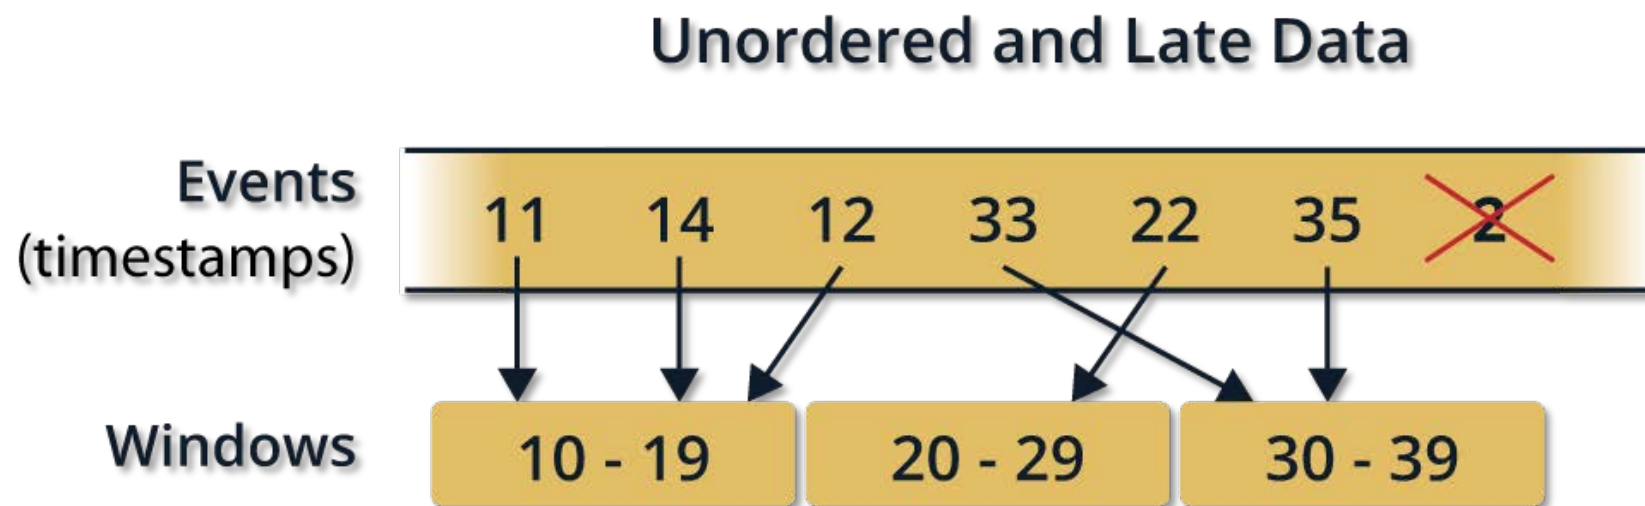 Unordered and Late Data
Events
(timestamps)
11 14 12 33 22 35 2
Windows
10 - 19 20 - 29 30 - 39